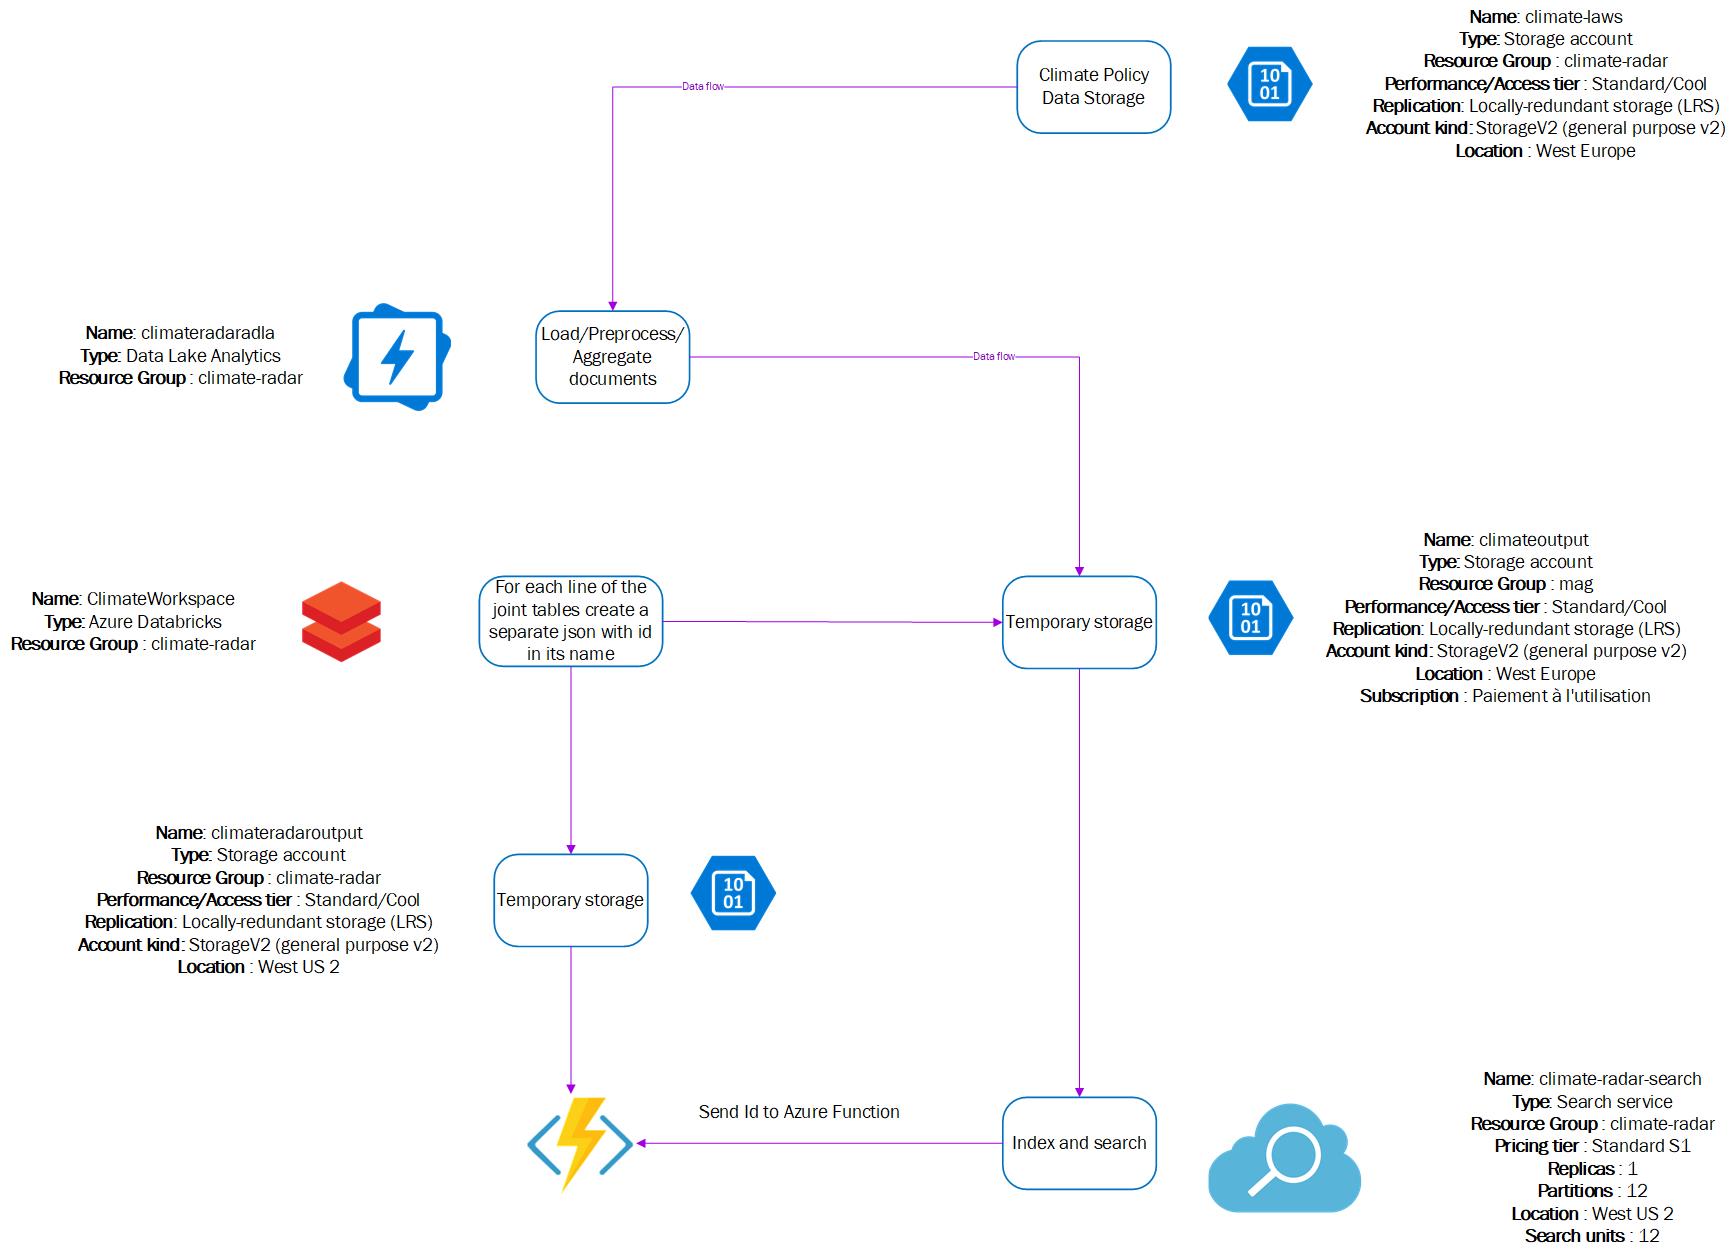 Name: climate-laws
Type: Storage account
Resource Group : climate-radar
Performance/Access tier : Standard/Cool
Replication: Locally-redundant storage (LRS)
Account kind: StorageV2 (general purpose v2)
Location : West Europe
Climate Policy
Data Storage
10
01
Data flow
Name: climateradaradla
Type: Data Lake Analytics
Resource Group : climate-radar
Load/Preprocess/
Aggregate
documents
Data flow
Name: ClimateWorkspace
Type: Azure Databricks
Resource Group : climate-radar
For each line of the
joint tables create a
separate json with id
in its name
Temporary storage
10
01
Name: climateoutput
Type: Storage account
Resource Group : mag
Performance/Access tier : Standard/Cool
Replication: Locally-redundant storage (LRS)
Account kind: StorageV2 (general purpose v2)
Location : West Europe
Subscription : Paiement à l'utilisation
Name: climateradaroutput
Type: Storage account
Resource Group : climate-radar
Performance/Access tier : Standard/Cool
Replication: Locally-redundant storage (LRS)
Account kind: StorageV2 (general purpose v2)
Location : West US 2
Temporary storage
10
01
Send Id to Azure Function
Index and search
Name: climate-radar-search
Type: Search service
Resource Group : climate-radar
Pricing tier : Standard S1
Replicas : 1
Partitions : 12
Location : West US 2
Search units : 12